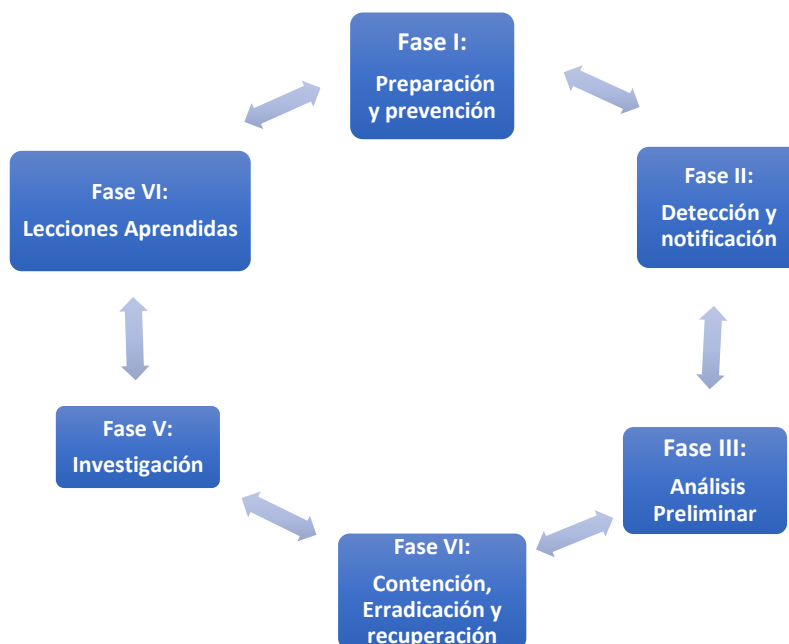 Fase I:
Preparación
y prevención
Fase II:
Detección y
notificación
Fase III:
Análisis
Preliminar
Fase VI:
Contención,
Erradicación y
recuperación
Fase V:
Investigación
Fase VI:
Lecciones Aprendidas